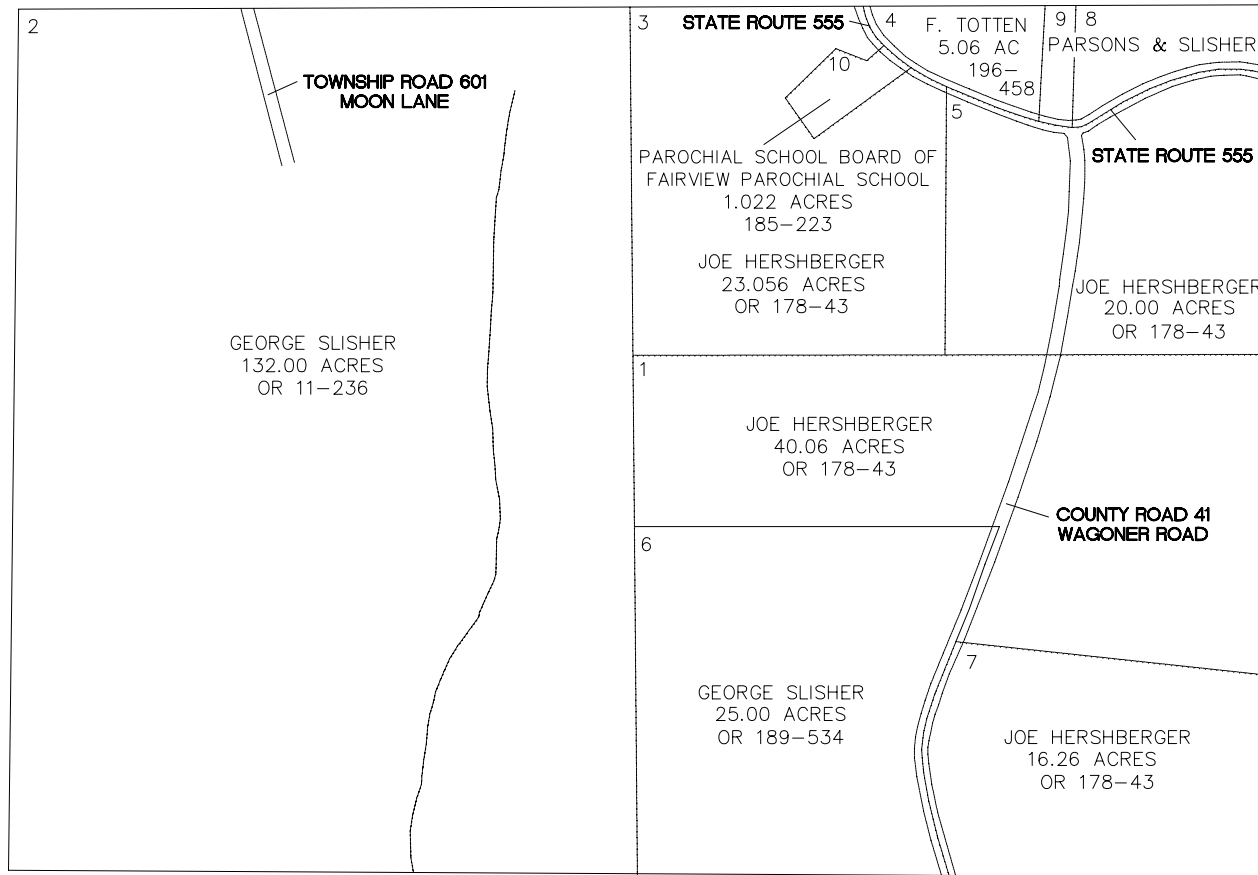 2
TOWNSHIP ROAD 601
MOON LANE
GEORGE SLISHER
132.00 ACRES
OR 11-236
3
STATE ROUTE 555
4
F. TOTTEN
5.06 AC
196-
458
9
8
PARSONS & SLISHER
10
5
STATE ROUTE 555
PAROCHIAL SCHOOL BOARD OF
FAIRVIEW PAROCHIAL SCHOOL
1.022 ACRES
185-223
JOE HERSHBERGER
23.056 ACRES
OR 178-43
JOE HERSHBERGER
20.00 ACRES
OR 178-43
1
JOE HERSHBERGER
40.06 ACRES
OR 178-43
COUNTY ROAD 41
WAGONER ROAD
6
GEORGE SLISHER
25.00 ACRES
OR 189-534
7
JOE HERSHBERGER
16.26 ACRES
OR 178-43